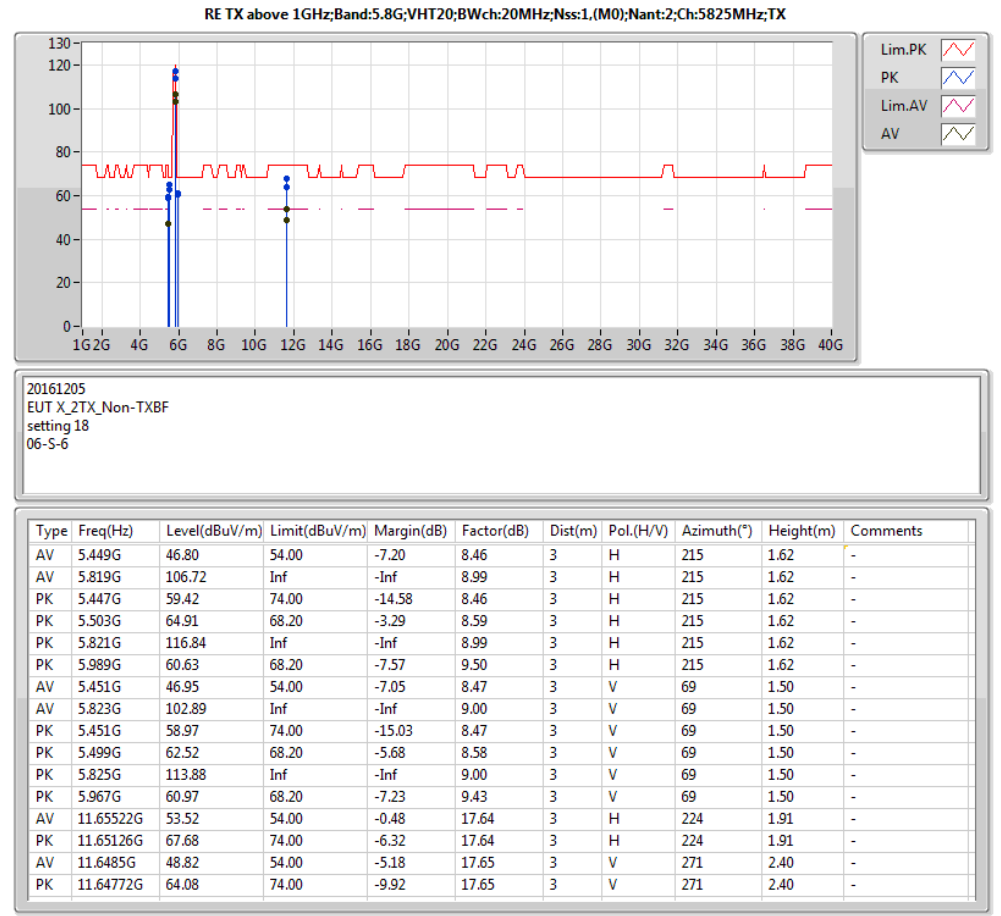 RE TX above 1GHz;Band:5.8G;VHT20;BWch:20MHz;Nss:1,(M0);Nant:2;Ch:5825MHz;TX
130
120
100
80
60
40
20
0
1G 2G 4G 6G 8G 10G 12G 14G 16G 18G 20G 22G 24G 26G 28G 30G 32G 34G 36G 38G 40G
Lim.PK
PK
Lim.AV
AV
20161205
EUT X_2TX_Non-TXBF
setting 18
06-S-6
Type Freq(Hz) Level(dBuV/m) Limit(dBuV/m) Margin(dB) Factor(dB) Dist(m) Pol.(H/V) Azimuth(°) Height(m) Comments
AV 5.449G 46.80 54.00 -7.20 8.46 3 H 215 1.62 -
AV 5.819G 106.72 Inf -Inf 8.99 3 H 215 1.62 -
PK 5.447G 59.42 74.00 -14.58 8.46 3 H 215 1.62 -
PK 5.503G 64.91 68.20 -3.29 8.59 3 H 215 1.62 -
PK 5.821G 116.84 Inf -Inf 8.99 3 H 215 1.62 -
PK 5.989G 60.63 68.20 -7.57 9.50 3 H 215 1.62 -
AV 5.451G 46.95 54.00 -7.05 8.47 3 V 69 1.50 -
AV 5.823G 102.89 Inf -Inf 9.00 3 V 69 1.50 -
PK 5.451G 58.97 74.00 -15.03 8.47 3 V 69 1.50 -
PK 5.499G 62.52 68.20 -5.68 8.58 3 V 69 1.50 -
PK 5.825G 113.88 Inf -Inf 9.00 3 V 69 1.50 -
PK 5.967G 60.97 68.20 -7.23 9.43 3 V 69 1.50 -
AV 11.65522G 53.52 54.00 -0.48 17.64 3 H 224 1.91 -
PK 11.65126G 67.68 74.00 -6.32 17.64 3 H 224 1.91 -
AV 11.6485G 48.82 54.00 -5.18 17.65 3 V 271 2.40 -
PK 11.64772G 64.08 74.00 -9.92 17.65 3 V 271 2.40 -